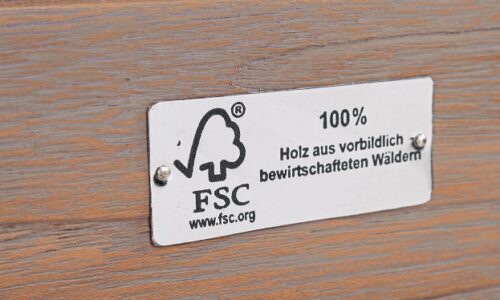 ®
FSC
www.fsc.org
100%
Holz aus vorbildlich
bewirtschafteten Wäldern